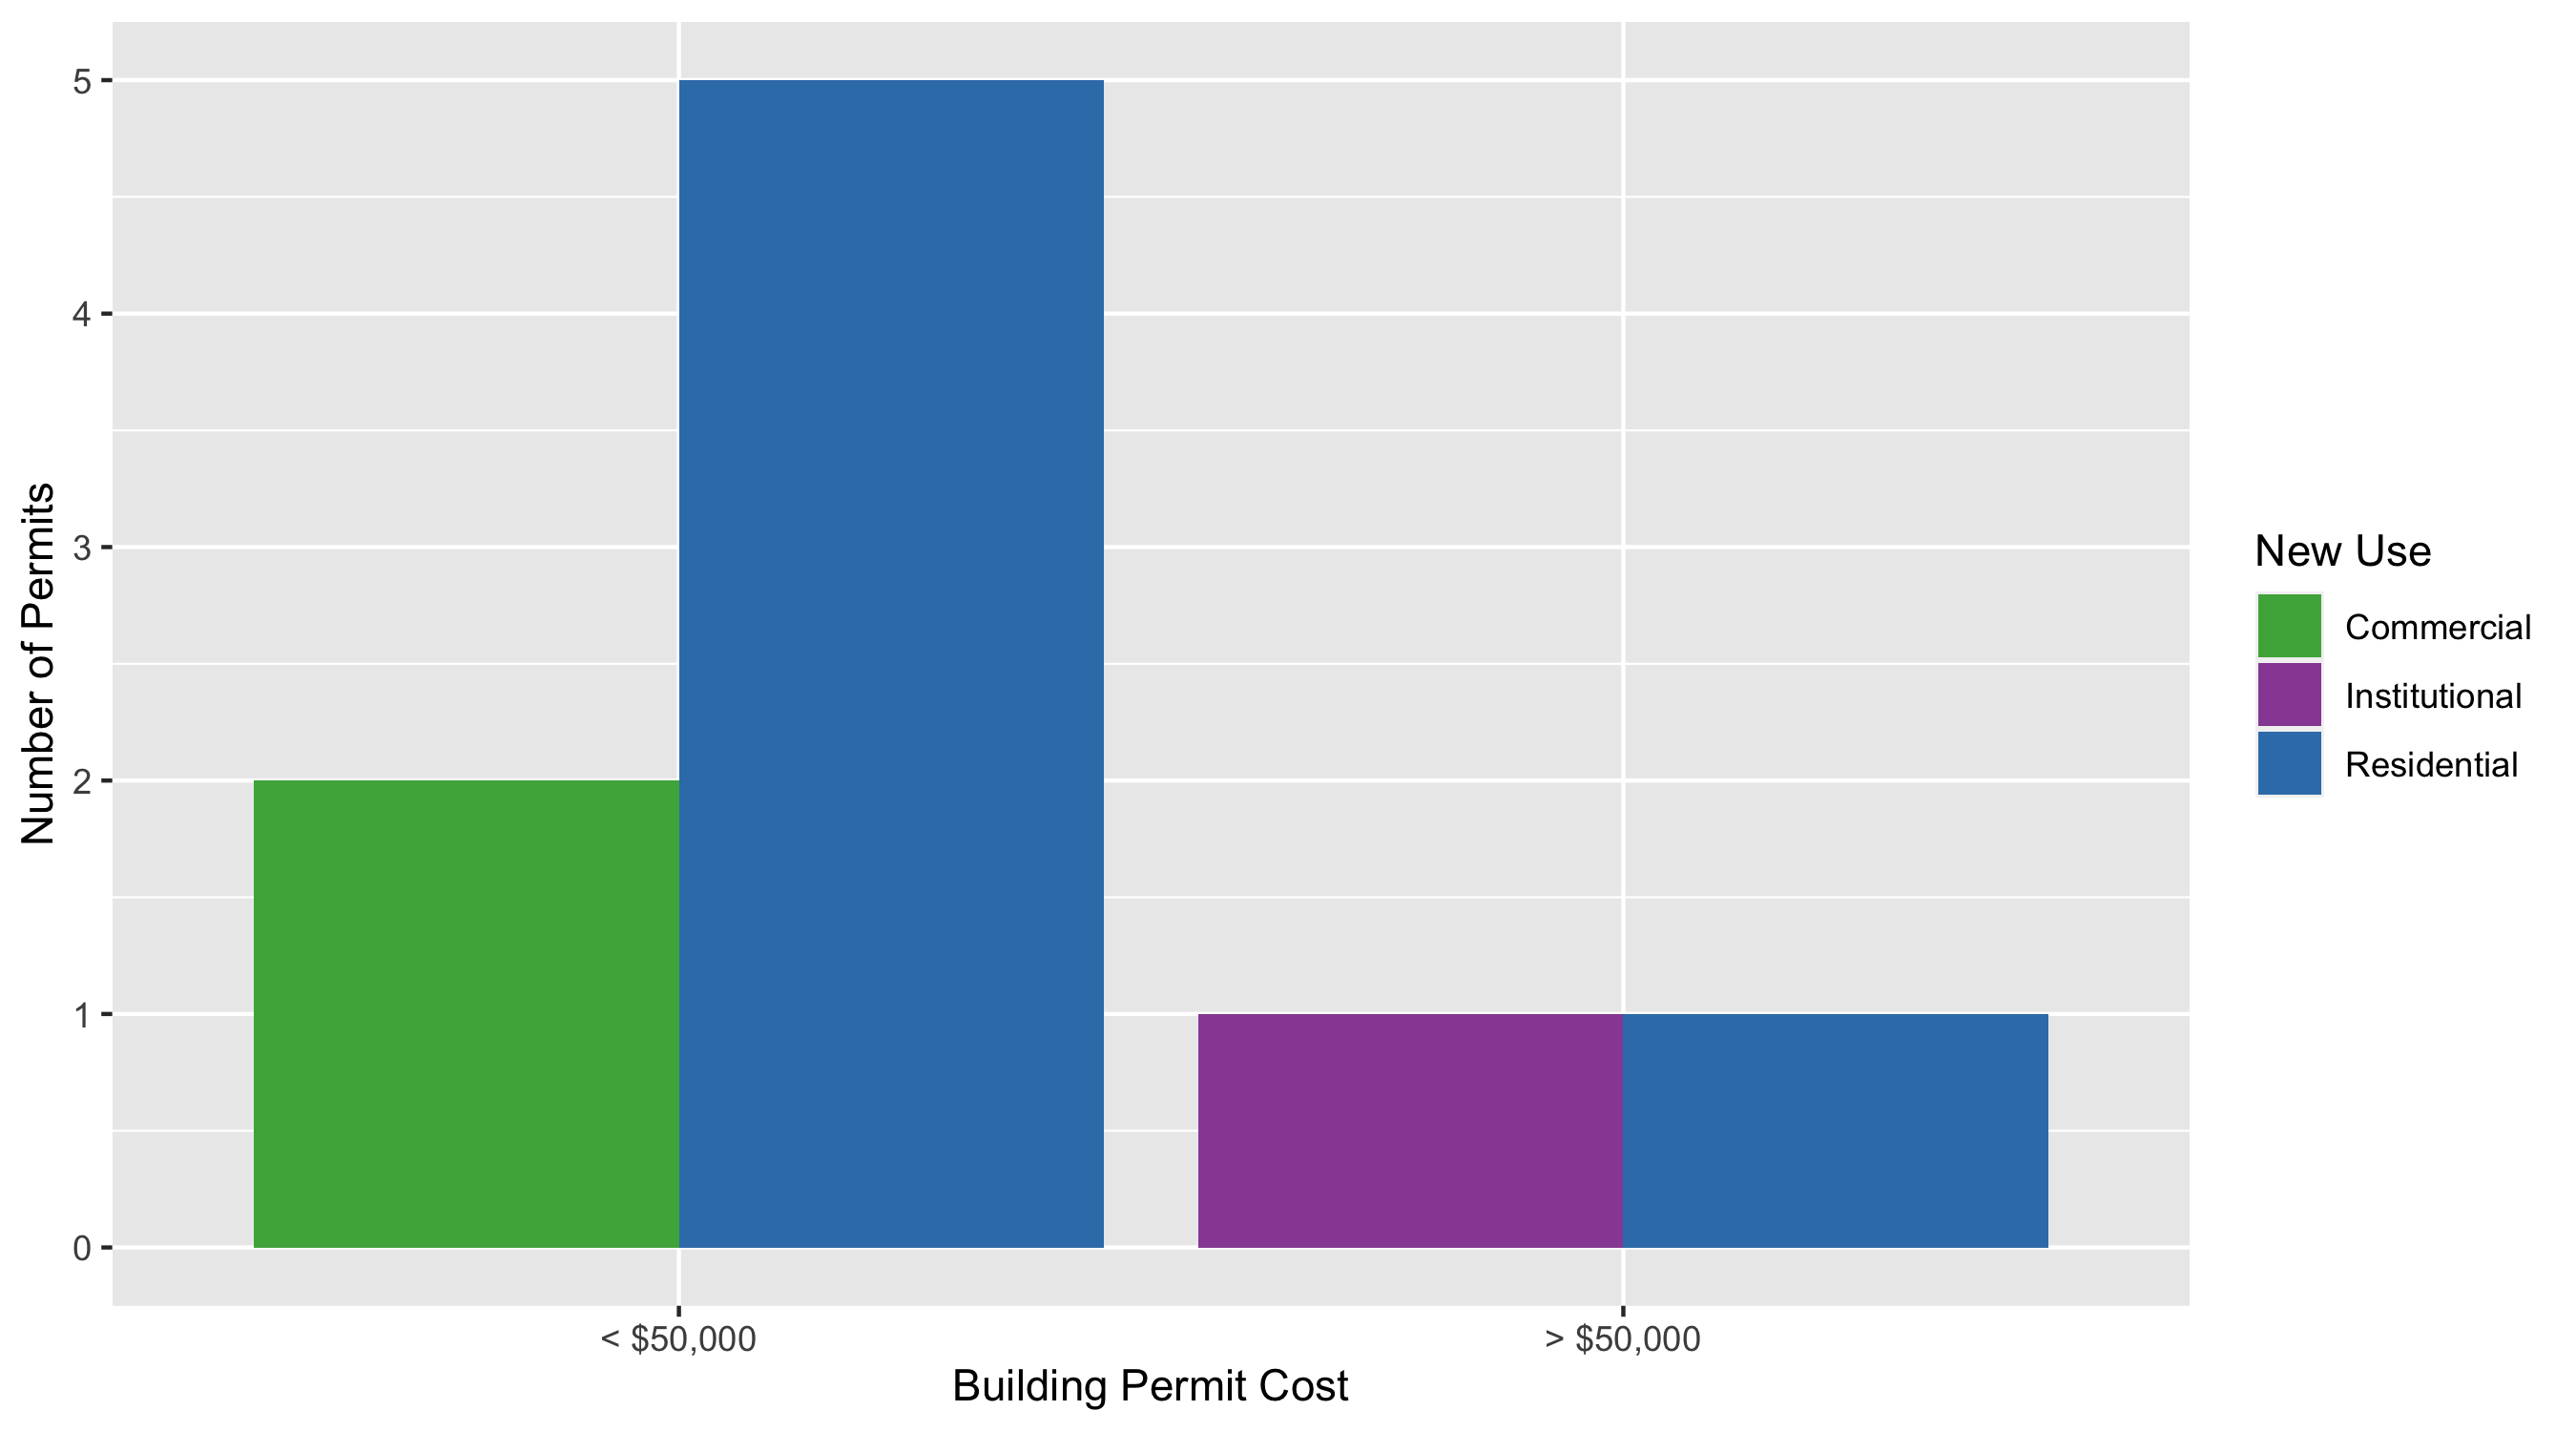 5
4
3
2
1
0
Number of Permits
< $50,000
> $50,000
Building Permit Cost
New Use
Commercial
Institutional
Residential